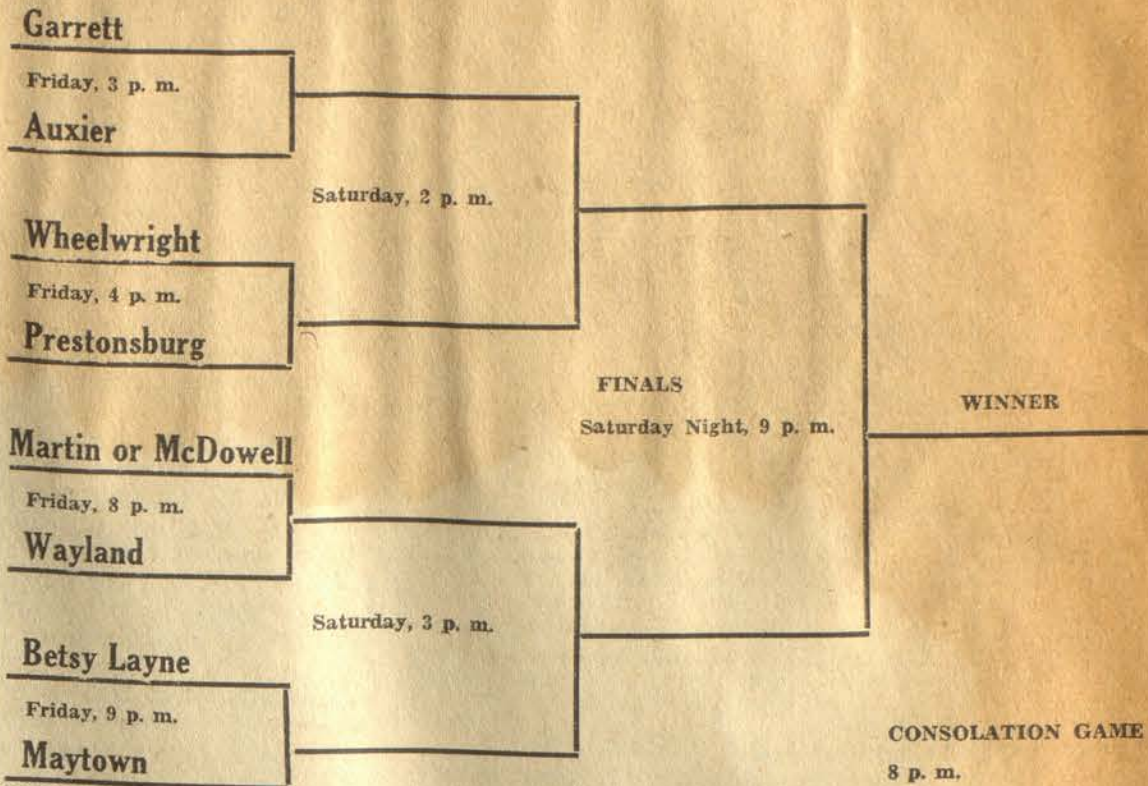 Garrett
Friday, 3 p. m.
Auxier
Saturday, 2 p. m.
Wheelwright
Friday, 4 p. m.
Prestonsburg
FINALS
Saturday Night, 9 p. m.
WINNER
Martin or McDowell
Friday, 8 p. m.
Wayland
Saturday, 3 p. m.
Betsy Layne
Friday, 9 p. m.
Maytown
CONSOLATION GAME
8 p. m.